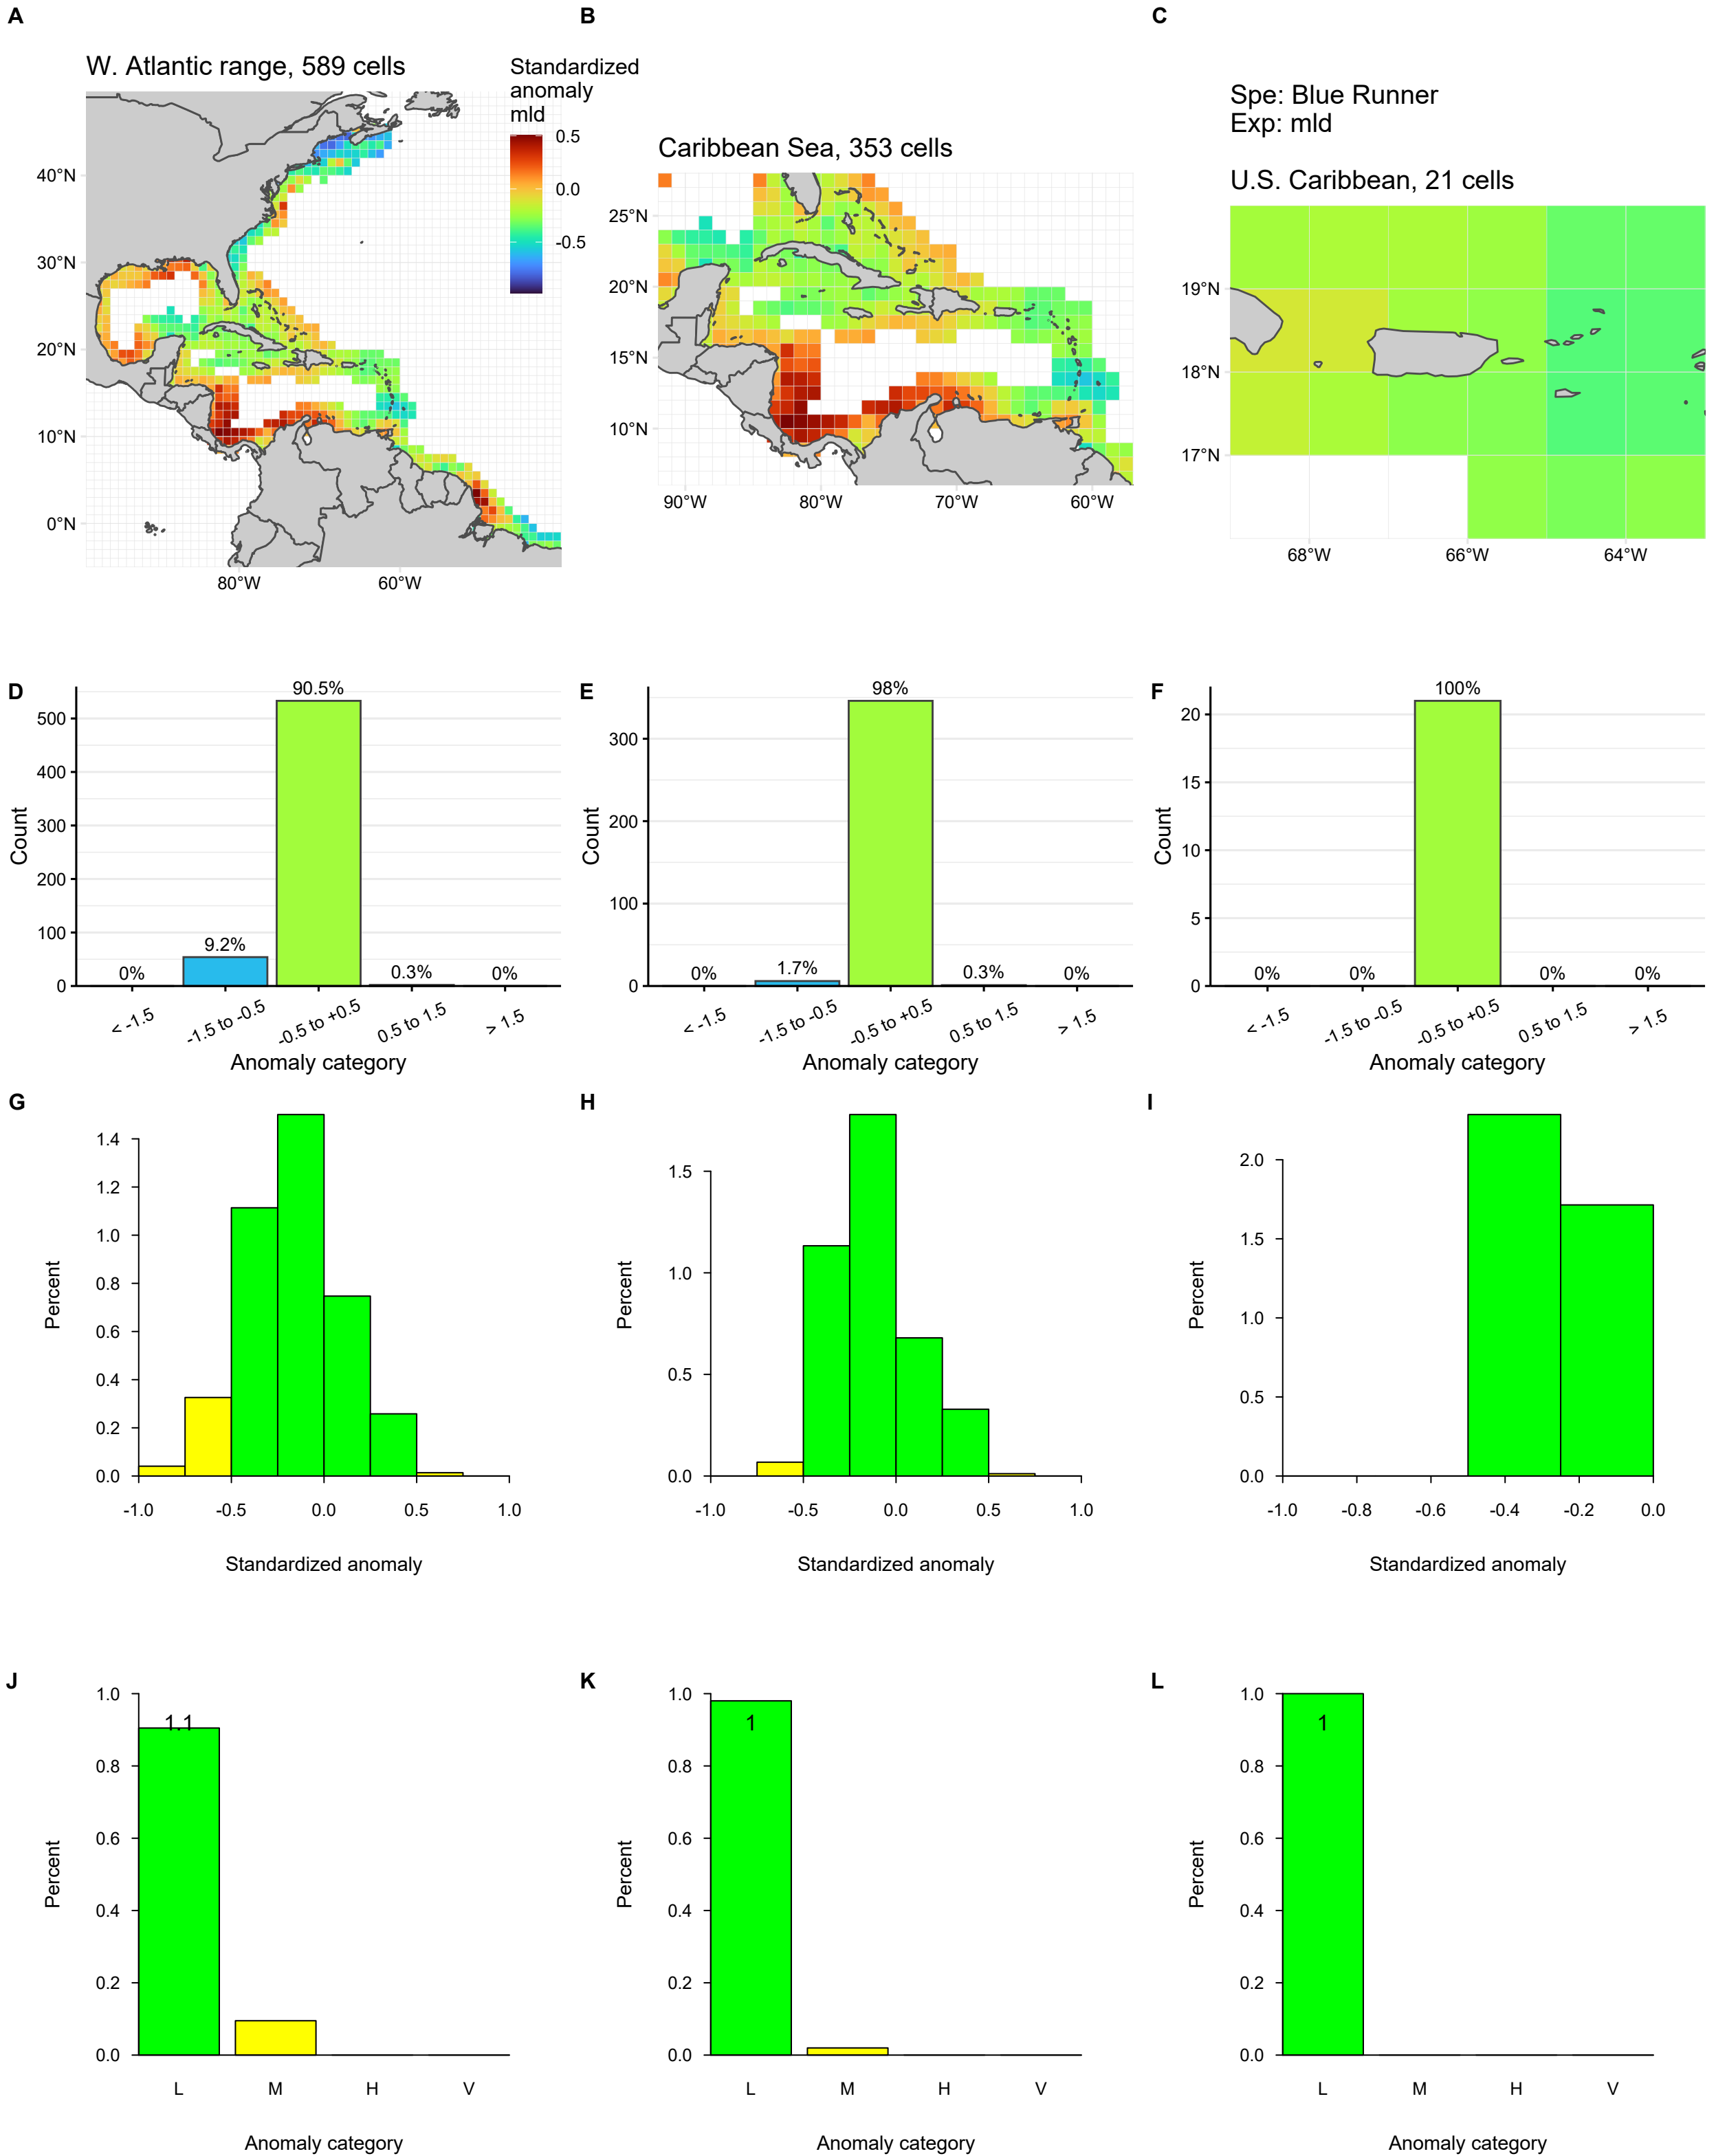 A
B
C
W. Atlantic range, 589 cells
Standardized
anomaly
mld
0.5
0.0
-0.5
40°N
30°N
20°N
10°N
0°N
80°W
60°W
Caribbean Sea, 353 cells
25°N
20°N
15°N
10°N
90°W
80°W
70°W
60°W
Spe: Blue Runner
Exp: mld
U.S. Caribbean, 21 cells
19°N
18°N
17°N
68°W
66°W
64°W
D
Count
500
400
300
200
100
0
0%
9.2%
90.5%
0.3%
0%
< -1.5
-1.5 to -0.5
-0.5 to +0.5
0.5 to 1.5
> 1.5
Anomaly category
E
Count
300
200
100
0
0%
1.7%
98%
0.3%
0%
< -1.5
-1.5 to -0.5
-0.5 to +0.5
0.5 to 1.5
> 1.5
Anomaly category
F
Count
20
15
10
5
0
0%
0%
100%
0%
0%
< -1.5
-1.5 to -0.5
-0.5 to +0.5
0.5 to 1.5
> 1.5
Anomaly category
G
Percent
1.4
1.2
1.0
0.8
0.6
0.4
0.2
0.0
-1.0
-0.5
0.0
0.5
1.0
Standardized anomaly
H
Percent
1.5
1.0
0.5
0.0
-1.0
-0.5
0.0
0.5
1.0
Standardized anomaly
I
Percent
2.0
1.5
1.0
0.5
0.0
-1.0
-0.8
-0.6
-0.4
-0.2
0.0
Standardized anomaly
J
Percent
1.0
0.8
0.6
0.4
0.2
0.0
1.1
L
M
H
V
Anomaly category
K
Percent
1.0
0.8
0.6
0.4
0.2
0.0
1
L
M
H
V
Anomaly category
L
Percent
1.0
0.8
0.6
0.4
0.2
0.0
1
L
M
H
V
Anomaly category